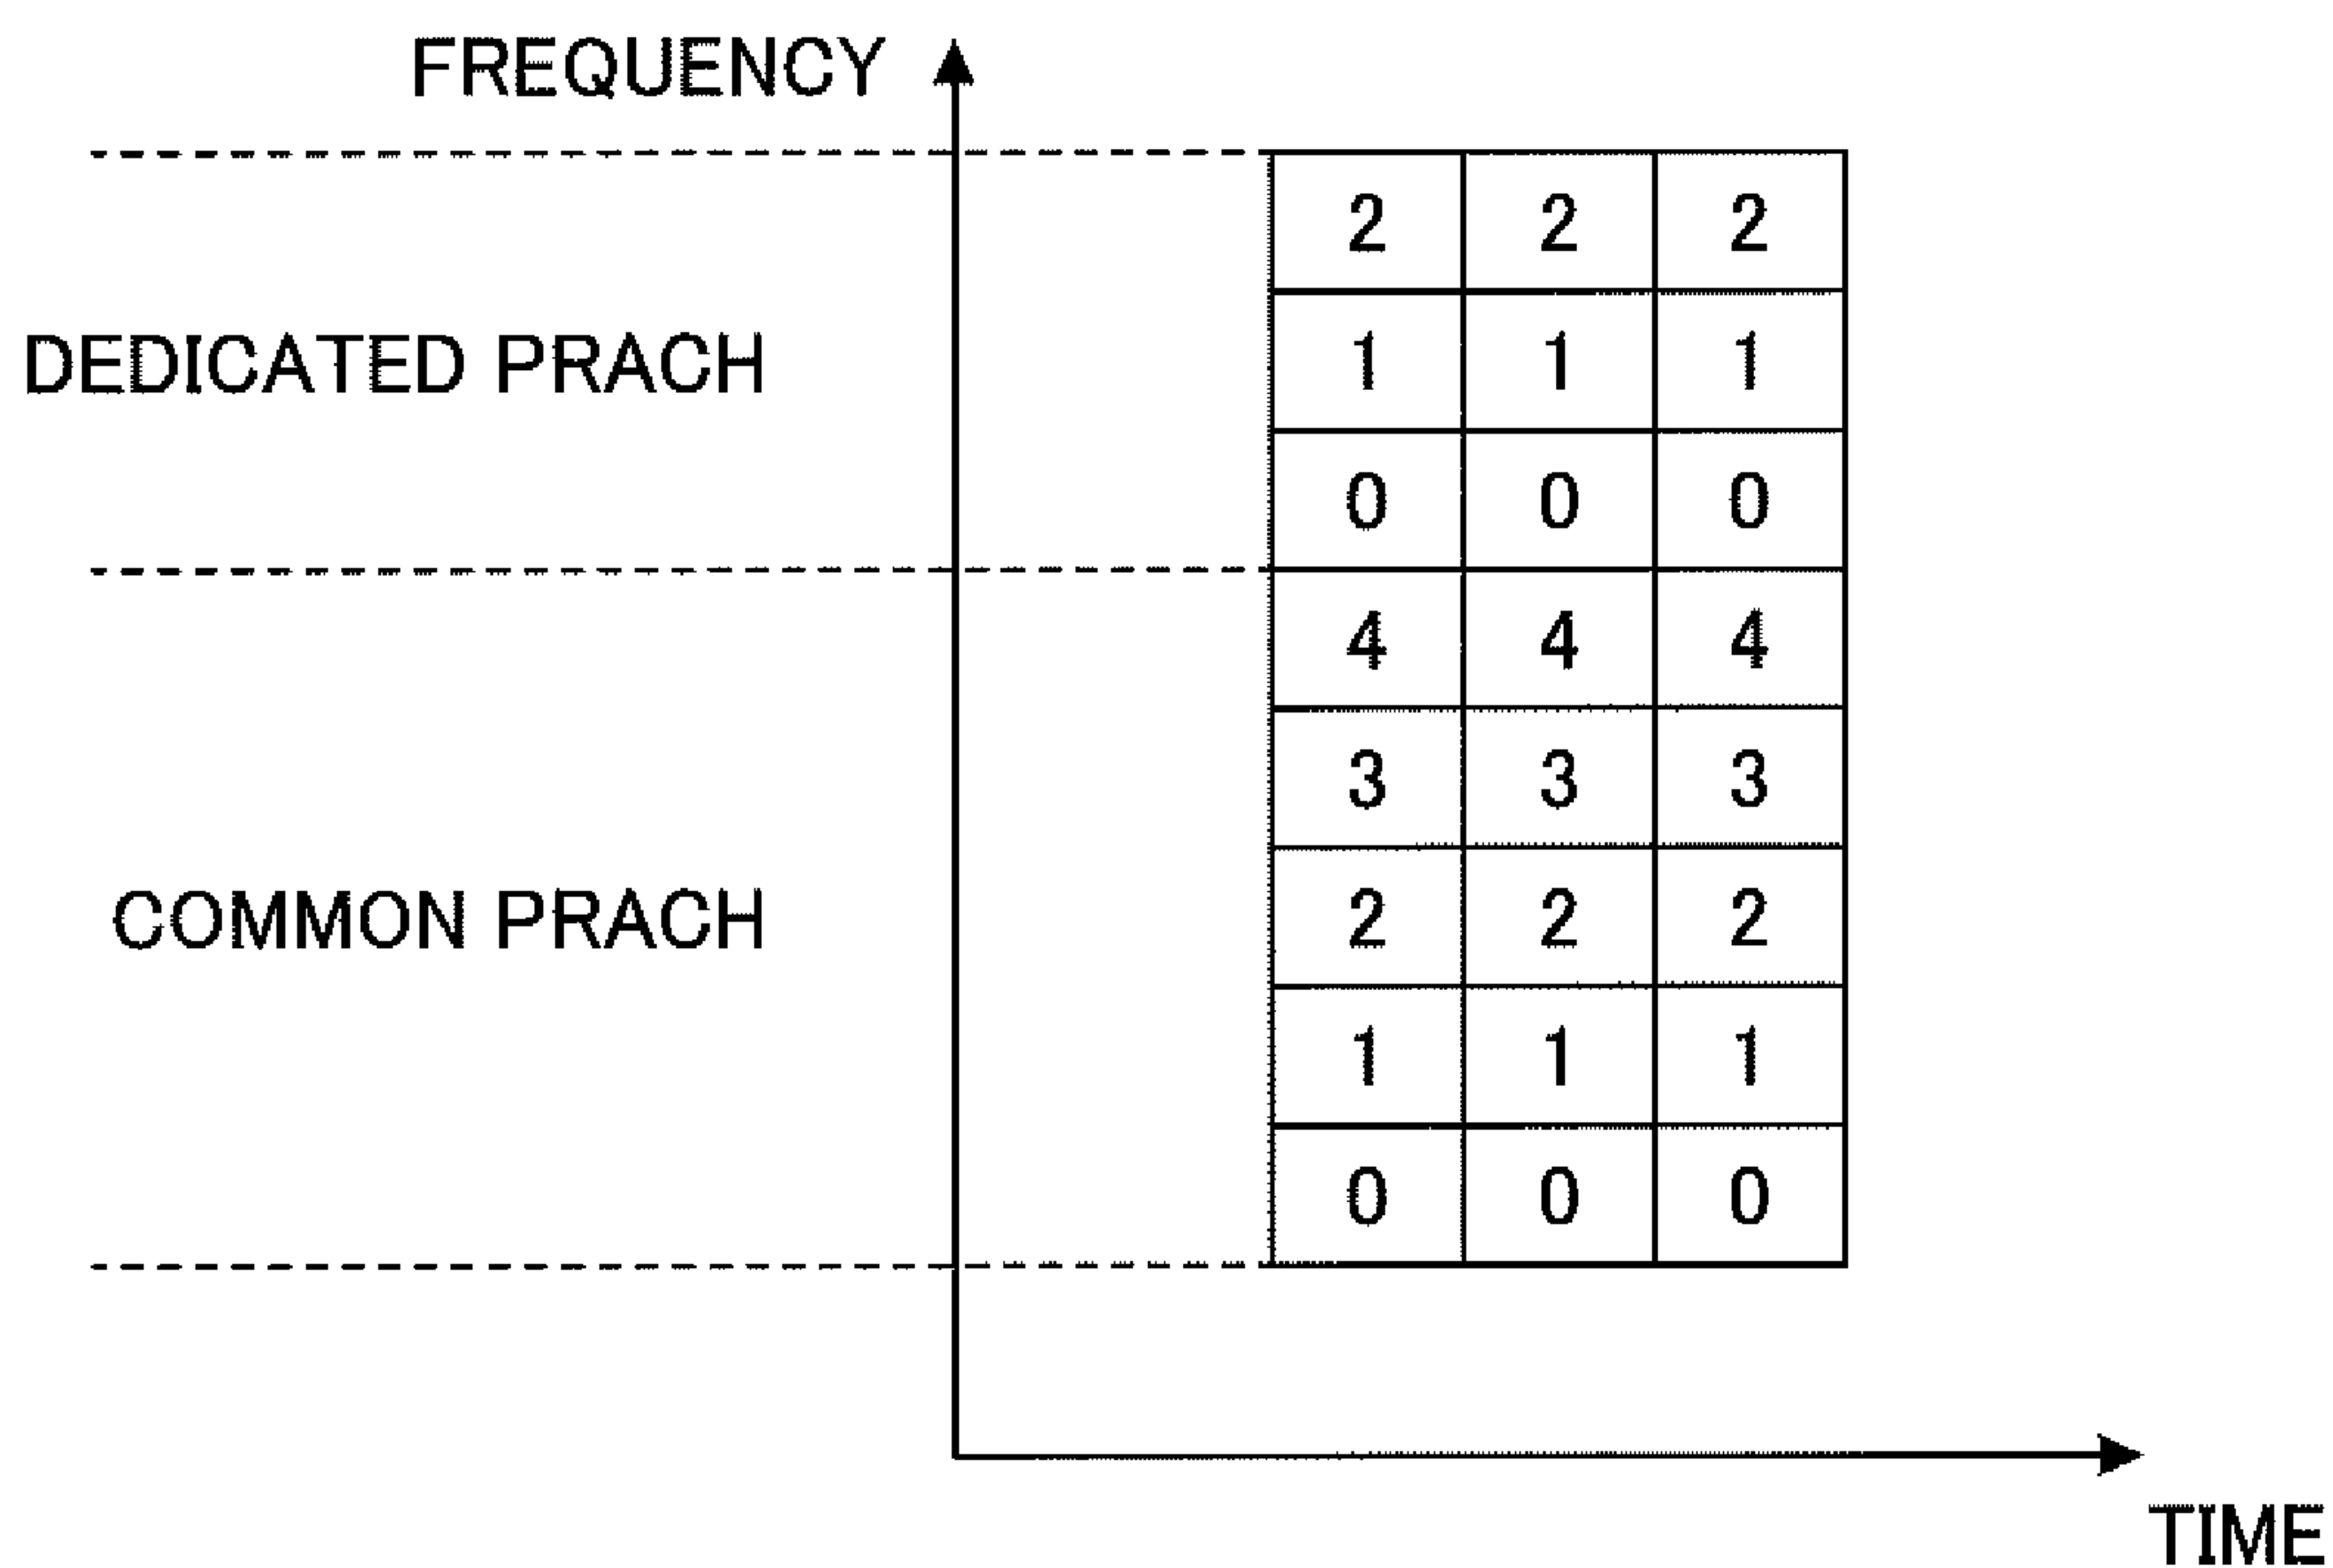 FREQUENCY
2 2 2
DEDICATED PRACH
1 1 1
0 0 0
4 4 4
3 3 3
COMMON PRACH
2 2 2
1 1 1
0 0 0
TIME